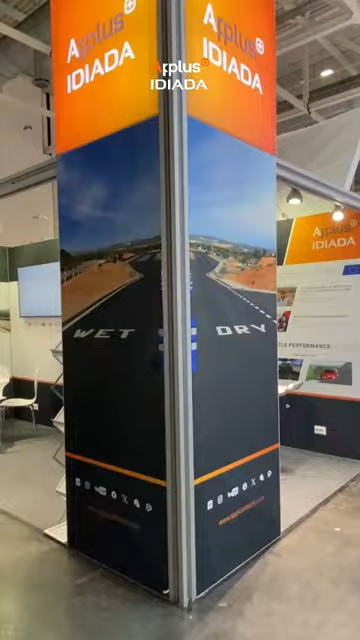 Applus+
IDIADA
Applus+
IDIADA
Applus+
IDIADA
Applus+
IDIADA
WET
DRY
CLE PERFORMANCE